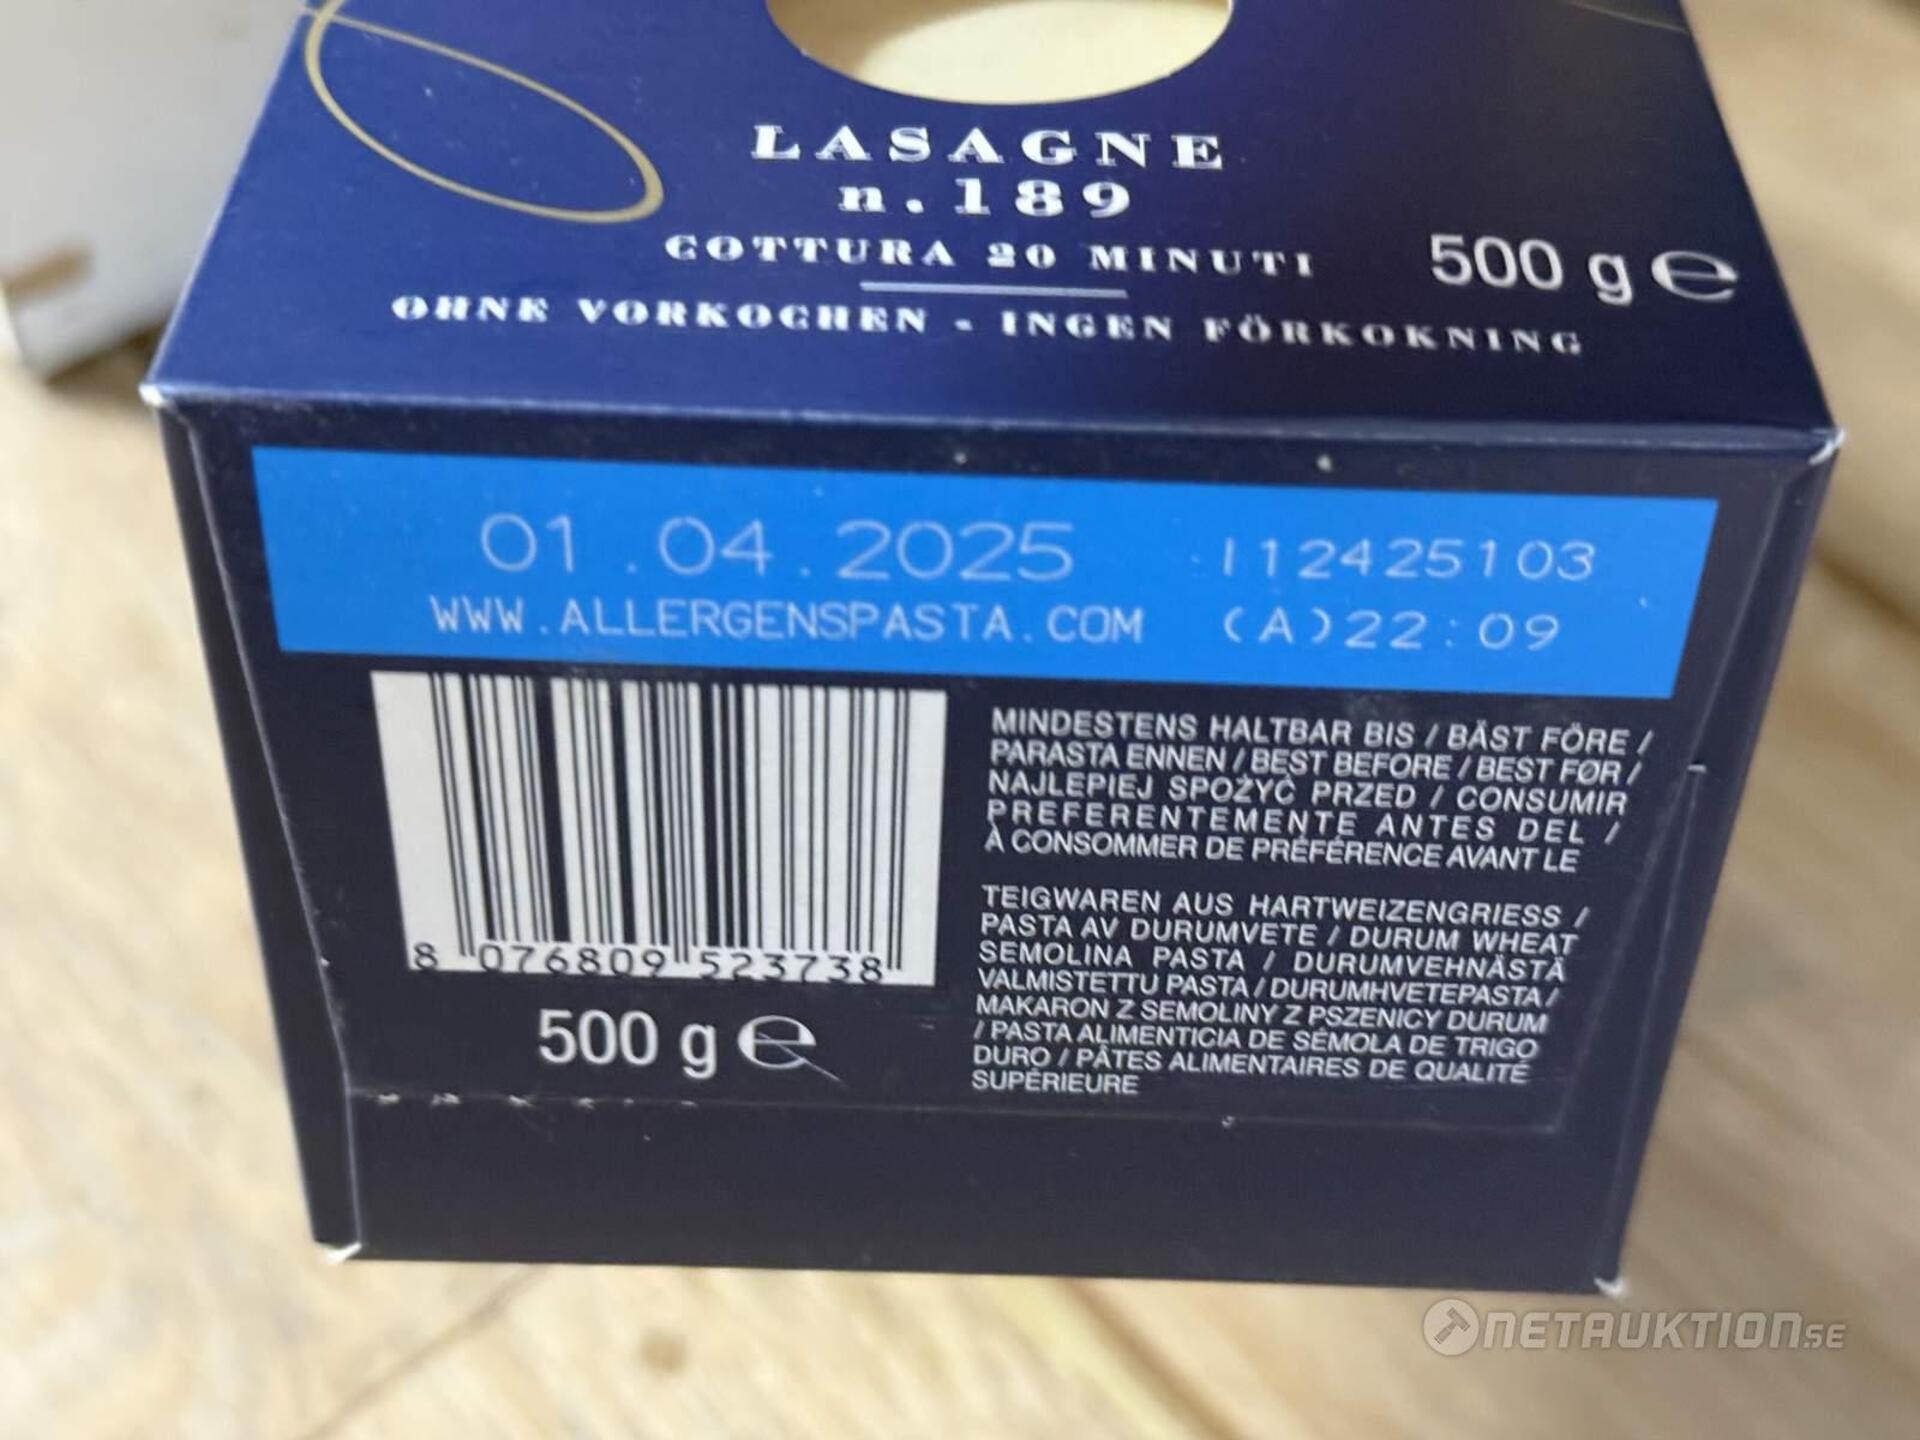 LASAGNE
n.189
COTTURA 20 MINUTI
500 g ℮
OHNE VORKOCHEN - INGEN FÖRKOKNING
01.04.2025
I12425103
WWW.ALLERGENSPASTA.COM
(A)22:09
MINDESTENS HALTBAR BIS / BÄST FÖRE /
PARASTA ENNEN / BEST BEFORE / BEST FØR /
NAJLEPIEJ SPOŻYĆ PRZED / CONSUMIR
PREFERENTEMENTE ANTES DEL /
À CONSOMMER DE PRÉFÉRENCE AVANT LE
8 076809 523738
500 g ℮
TEIGWAREN AUS HARTWEIZENGRIESS /
PASTA AV DURUMVETE / DURUM WHEAT
SEMOLINA PASTA / DURUMVEHNÄSTÄ
VALMISTETTU PASTA / DURUMHVETEPASTA /
MAKARON Z SEMOLINY Z PSZENICY DURUM
/ PASTA ALIMENTICIA DE SÉMOLA DE TRIGO
DURO / PÂTES ALIMENTAIRES DE QUALITÉ
SUPÉRIEURE
NETAUKTION.SE